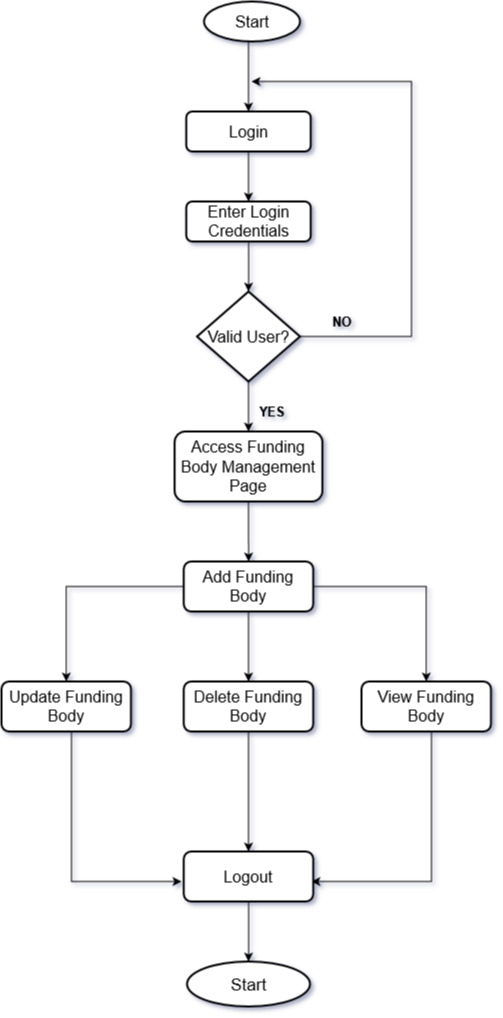 Start
Login
Enter Login
Credentials
Valid User?
NO
YES
Access Funding
Body Management
Page
Add Funding
Body
Update Funding
Body
Delete Funding
Body
View Funding
Body
Logout
Start